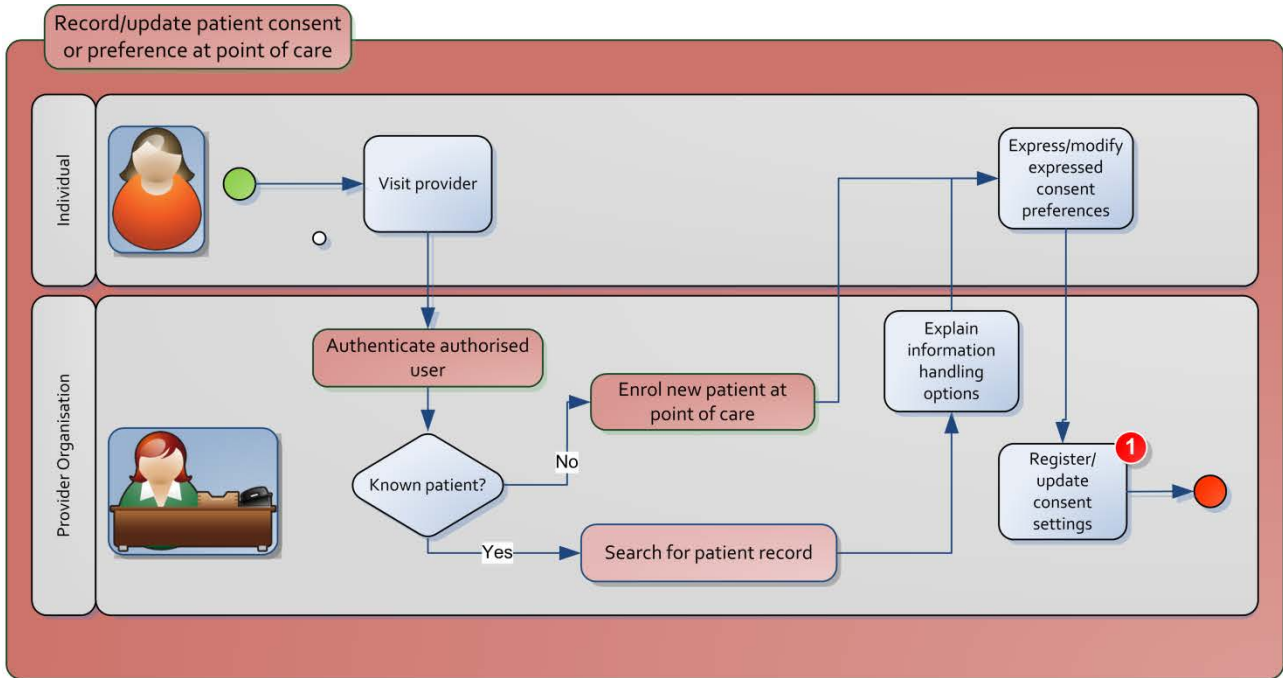 Record/update patient consent
or preference at point of care
Individual
Visit provider
Express/modify
expressed
consent
preferences
Provider Organisation
Authenticate authorised
user
Known patient?
No
Yes
Enrol new patient at
point of care
Search for patient record
Explain
information
handling
options
Register/
update
consent
settings
1